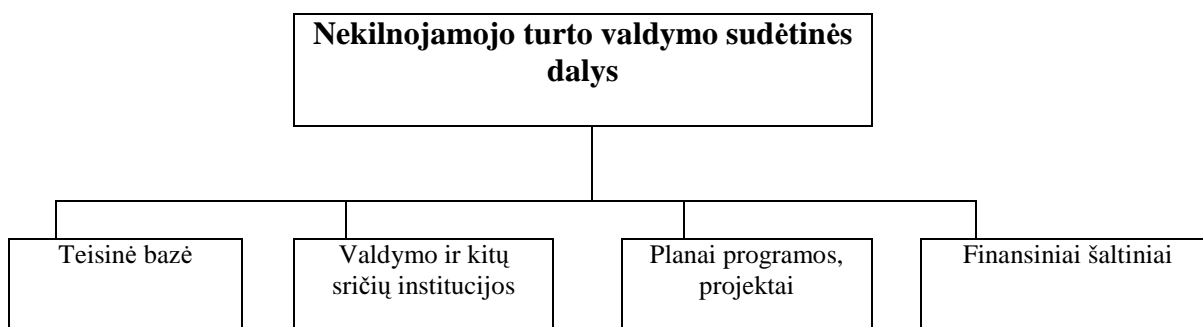 Nekilnojamojo turto valdymo sudėtinės
dalys
Teisinė bazė
Valdymo ir kitų
sričių institucijos
Planai programos,
projektai
Finansiniai šaltiniai